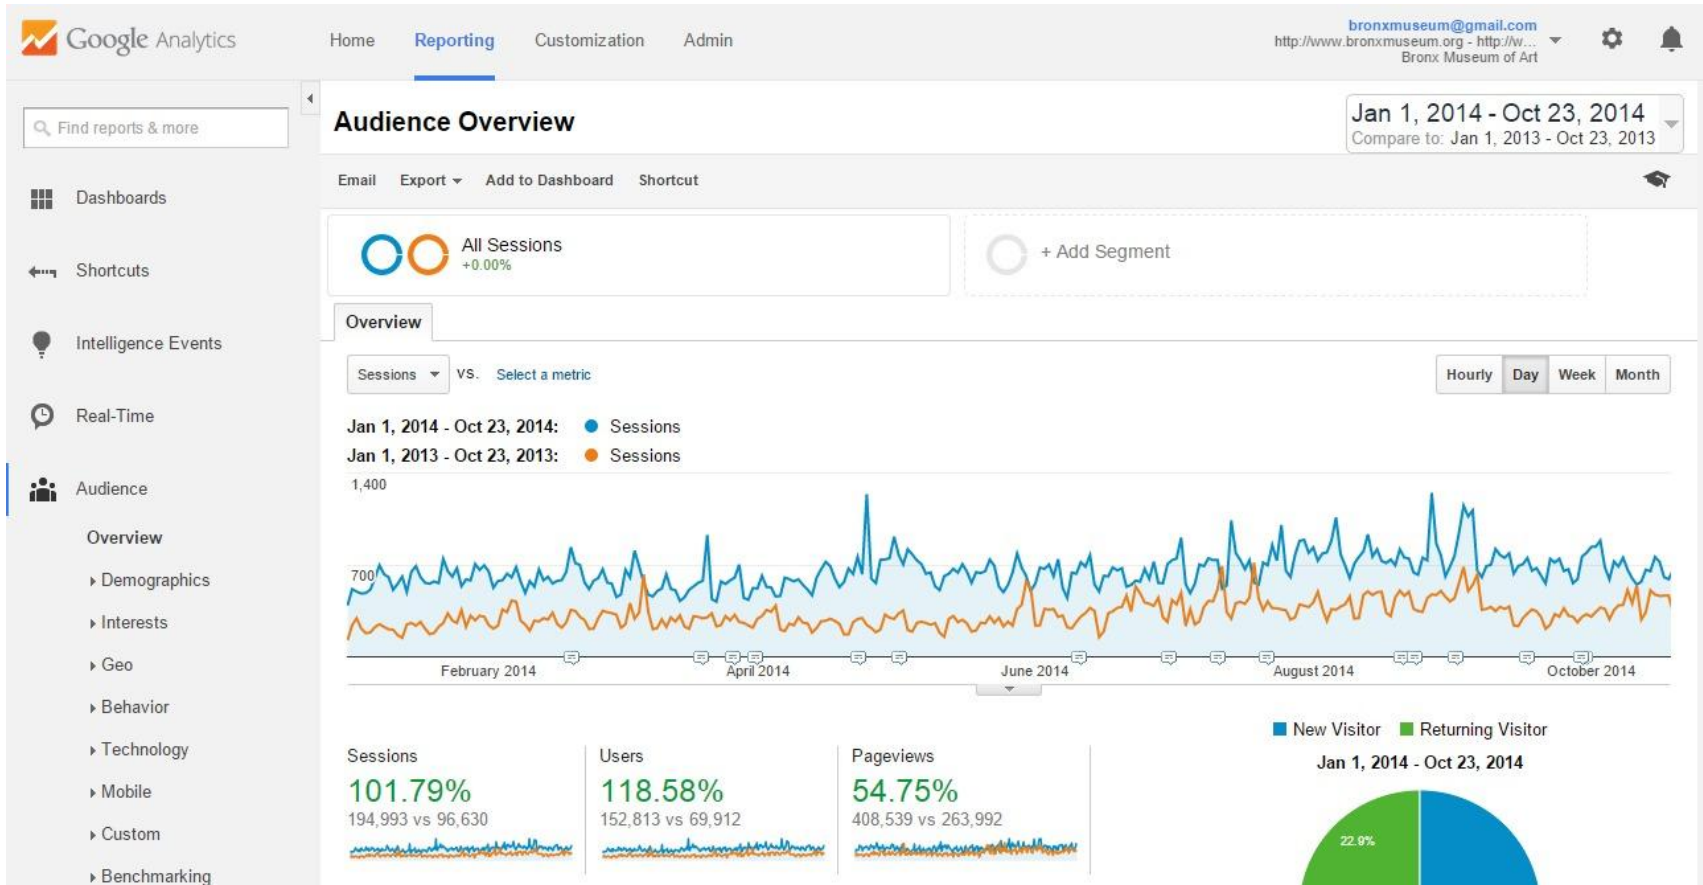 Google Analytics
Home Reporting Customization Admin
bronxmuseum@gmail.com
http://www.bronxmuseum.org - http://w...
Bronx Museum of Art
Find reports & more
Dashboards
Shortcuts
Intelligence Events
Real-Time
Audience
Overview
Demographics
Interests
Geo
Behavior
Technology
Mobile
Custom
Benchmarking
Audience Overview
Jan 1, 2014 - Oct 23, 2014
Compare to: Jan 1, 2013 - Oct 23, 2013
Email Export Add to Dashboard Shortcut
All Sessions
+0.00%
+ Add Segment
Overview
Sessions VS. Select a metric
Hourly Day Week Month
Jan 1, 2014 - Oct 23, 2014: Sessions
Jan 1, 2013 - Oct 23, 2013: Sessions
1,400
700
February 2014 April 2014 June 2014 August 2014 October 2014
Sessions
101.79%
194,993 vs 96,630
Users
118.58%
152,813 vs 69,912
Pageviews
54.75%
408,539 vs 263,992
New Visitor Returning Visitor
Jan 1, 2014 - Oct 23, 2014
22.9%